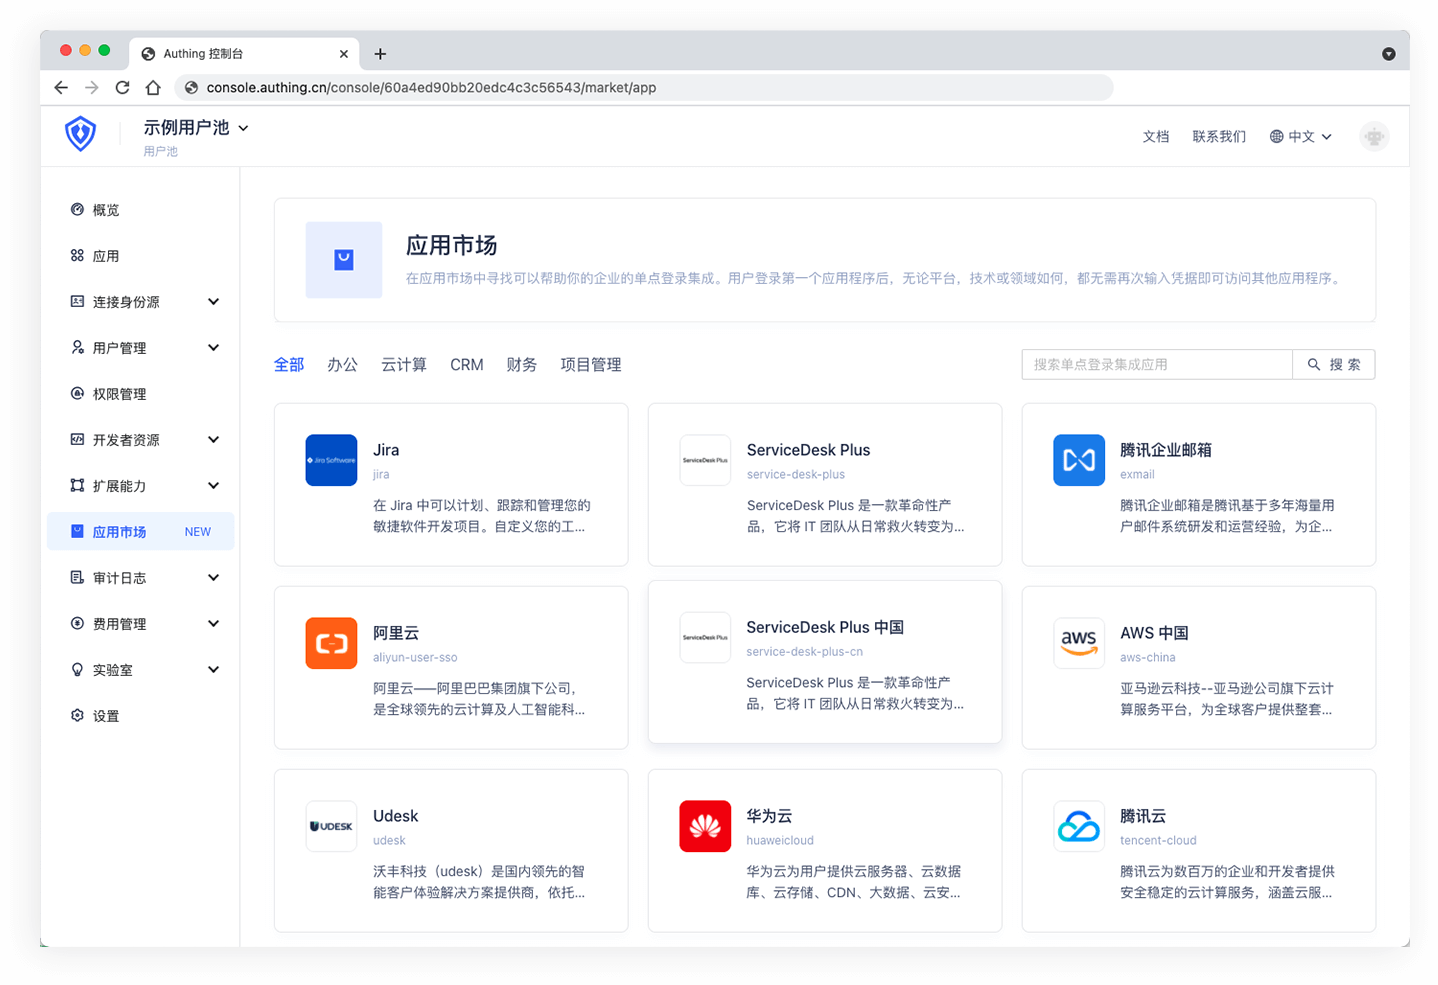 Authing 控制台
console.authing.cn/console/60a4ed90bb20edc4c3c56543/market/app
示例用户池
用户池
文档
联系我们
中文
概览
应用
连接身份源
用户管理
权限管理
开发者资源
扩展能力
应用市场 NEW
审计日志
费用管理
实验室
设置
应用市场
在应用市场中寻找可以帮助你的企业的单点登录集成。用户登录第一个应用程序后，无论平台，技术或领域如何，都无需再次输入凭据即可访问其他应用程序。
全部 办公 云计算 CRM 财务 项目管理
搜索单点登录集成应用
搜 索
Jira Software
Jira
jira
在 Jira 中可以计划、跟踪和管理您的
敏捷软件开发项目。自定义您的工...
ServiceDesk Plus
ServiceDesk Plus
service-desk-plus
ServiceDesk Plus 是一款革命性产
品，它将 IT 团队从日常救火转变为...
腾讯企业邮箱
exmail
腾讯企业邮箱是腾讯基于多年海量用
户邮件系统研发和运营经验，为企...
阿里云
aliyun-user-sso
阿里云——阿里巴巴集团旗下公司，
是全球领先的云计算及人工智能科...
ServiceDesk Plus
ServiceDesk Plus 中国
service-desk-plus-cn
ServiceDesk Plus 是一款革命性产
品，它将 IT 团队从日常救火转变为...
aws
AWS 中国
aws-china
亚马逊云科技--亚马逊公司旗下云计
算服务平台，为全球客户提供整套...
UDESK
Udesk
udesk
沃丰科技（udesk）是国内领先的智
能客户体验解决方案提供商，依托...
华为云
huaweicloud
华为云为用户提供云服务器、云数据
库、云存储、CDN、大数据、云安...
腾讯云
tencent-cloud
腾讯云为数百万的企业和开发者提供
安全稳定的云计算服务，涵盖云服...